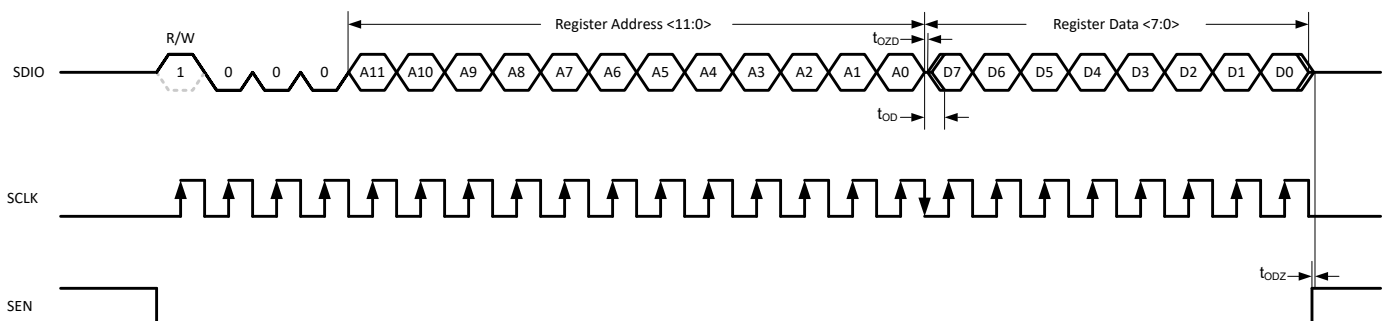 Register Address <11:0> Register Data <7:0>
R/W tOZD
SDIO 1 0 0 0 A11 A10 A9 A8 A7 A6 A5 A4 A3 A2 A1 A0 D7 D6 D5 D4 D3 D2 D1 D0
tOD
SCLK
tODZ
SEN